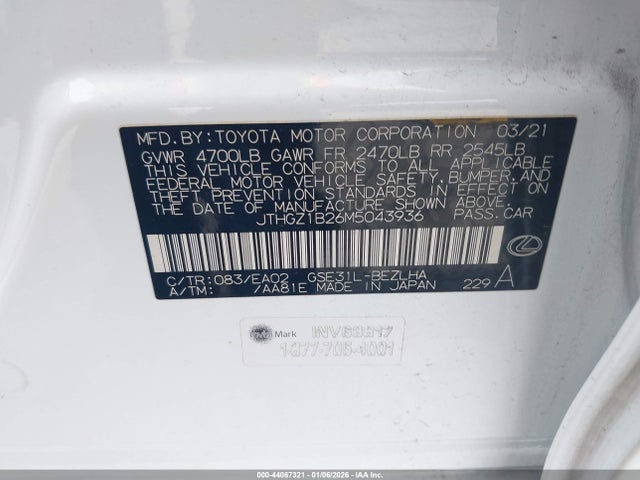 MFD.BY:TOYOTA MOTOR CORPORATION 03/21
GVWR 4700LB GAWR FR 2470LB RR 2545LB
THIS VEHICLE CONFORMS TO ALL APPLICABLE
FEDERAL MOTOR VEHICLE SAFETY,BUMPER,AND
THEFT PREVENTION STANDARDS IN EFFECT ON
THE DATE OF MANUFACTURE SHOWN ABOVE.
JTHGZ1B26M5043936 PASS.CAR
C/TR:083/EA02 GSE31L-BEZLHA
A/TM: /AA81E MADE IN JAPAN 229 A
Mark
000-44067321 - 01/06/2026 - IAA Inc.